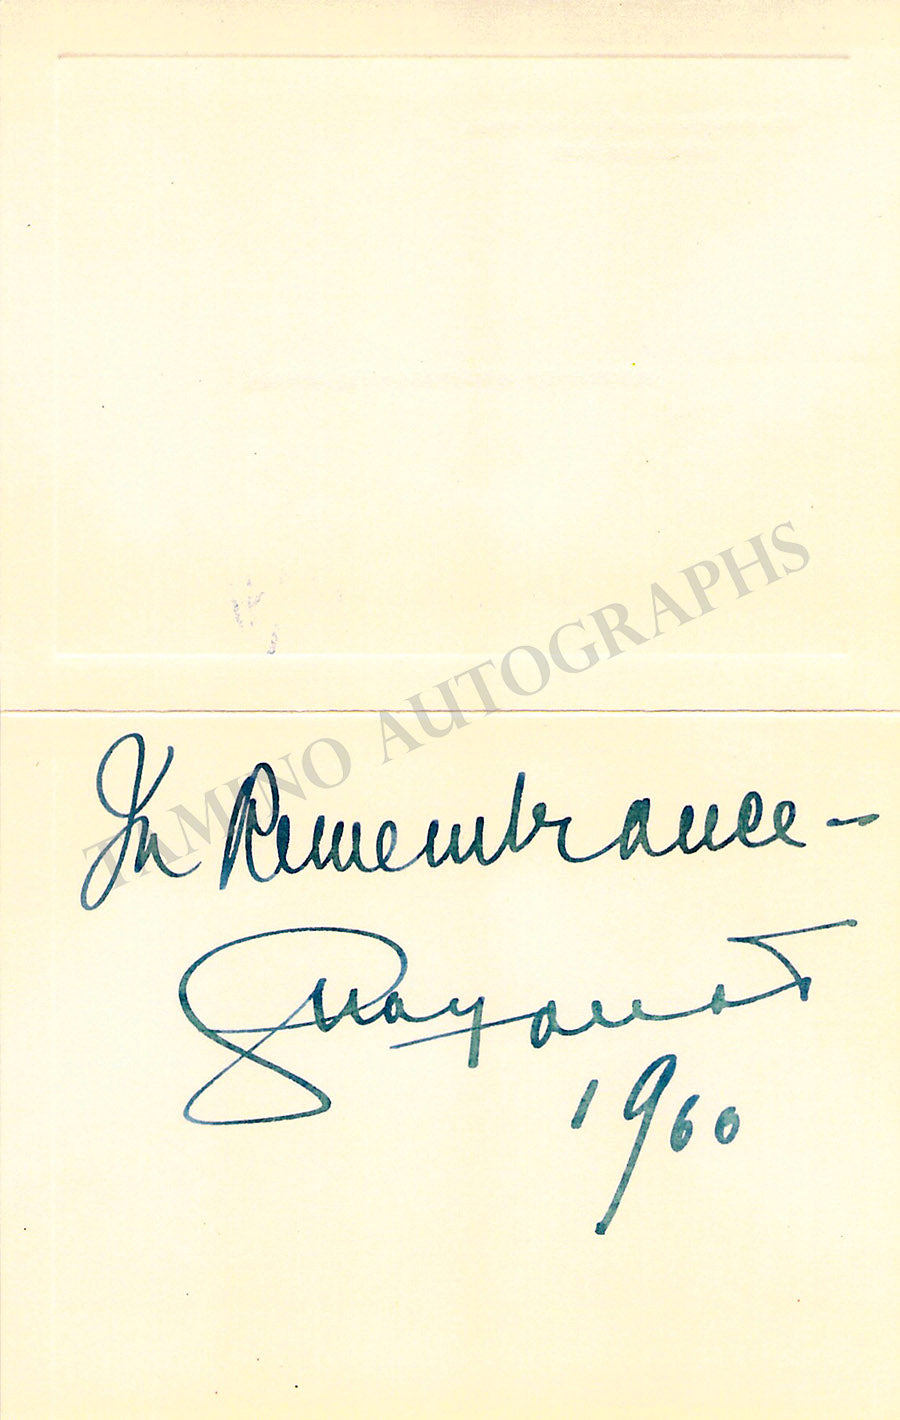 TAMINO AUTOGRAPHS
In Remembrance -
1960